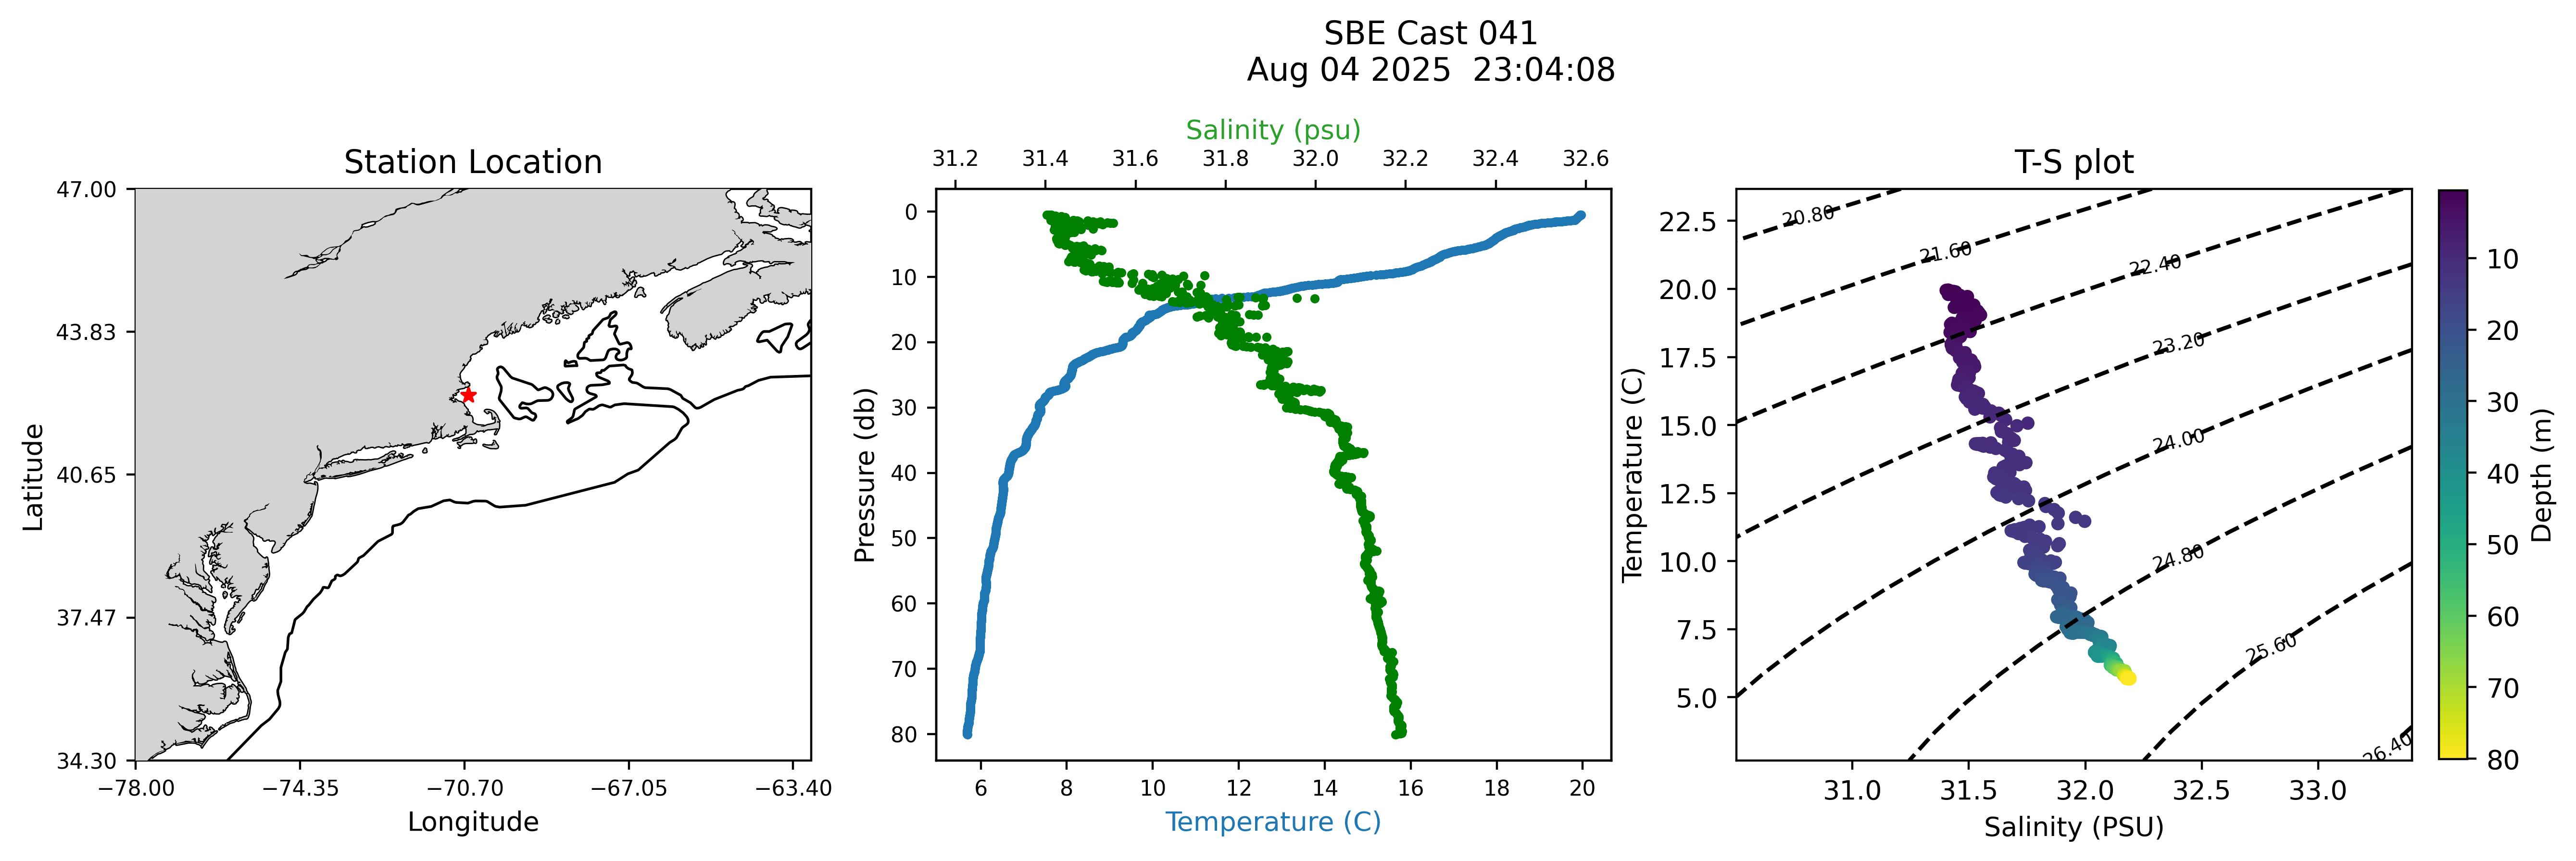 SBE Cast 041
Aug 04 2025  23:04:08
Station Location
47.00
43.83
40.65
37.47
34.30
Latitude
−78.00 −74.35 −70.70 −67.05 −63.40
Longitude
Salinity (psu)
31.2 31.4 31.6 31.8 32.0 32.2 32.4 32.6
0
10
20
30
40
50
60
70
80
Pressure (db)
6 8 10 12 14 16 18 20
Temperature (C)
T-S plot
22.5
20.0
17.5
15.0
12.5
10.0
7.5
5.0
Temperature (C)
20.80
21.60
22.40
23.20
24.00
24.80
25.60
26.40
31.0 31.5 32.0 32.5 33.0
Salinity (PSU)
10
20
30
40
50
60
70
80
Depth (m)